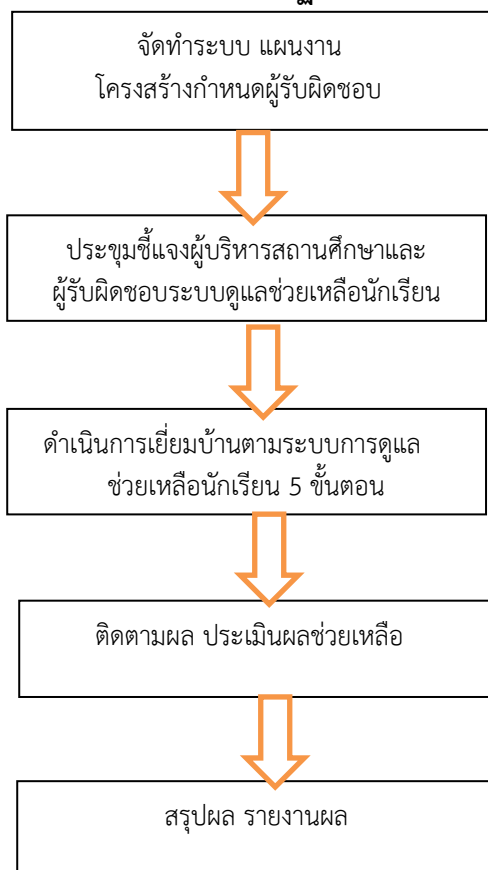 จัดทำระบบ แผนงาน
โครงสร้างกำหนดผู้รับผิดชอบ
ประชุมชี้แจงผู้บริหารสถานศึกษาและ
ผู้รับผิดชอบระบบดูแลช่วยเหลือนักเรียน
ดำเนินการเยี่ยมบ้านตามระบบการดูแล
ช่วยเหลือนักเรียน 5 ขั้นตอน
ติดตามผล ประเมินผลช่วยเหลือ
สรุปผล รายงานผล